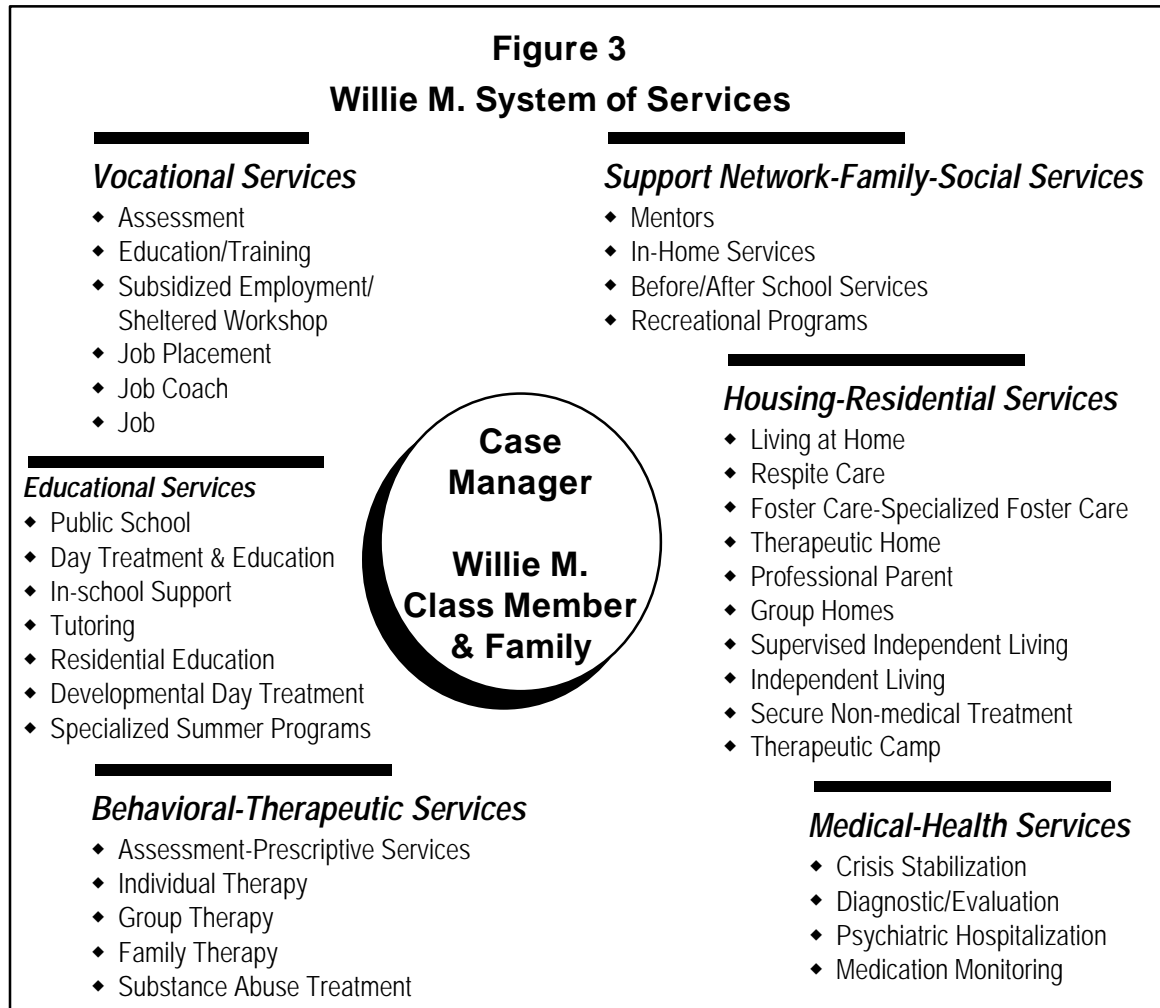 Figure 3
Willie M. System of Services
Vocational Services
◆ Assessment
◆ Education/Training
◆ Subsidized Employment/
Sheltered Workshop
◆ Job Placement
◆ Job Coach
◆ Job
Support Network-Family-Social Services
◆ Mentors
◆ In-Home Services
◆ Before/After School Services
◆ Recreational Programs
Educational Services
◆ Public School
◆ Day Treatment & Education
◆ In-school Support
◆ Tutoring
◆ Residential Education
◆ Developmental Day Treatment
◆ Specialized Summer Programs
Case
Manager
Willie M.
Class Member
& Family
Housing-Residential Services
◆ Living at Home
◆ Respite Care
◆ Foster Care-Specialized Foster Care
◆ Therapeutic Home
◆ Professional Parent
◆ Group Homes
◆ Supervised Independent Living
◆ Independent Living
◆ Secure Non-medical Treatment
◆ Therapeutic Camp
Behavioral-Therapeutic Services
◆ Assessment-Prescriptive Services
◆ Individual Therapy
◆ Group Therapy
◆ Family Therapy
◆ Substance Abuse Treatment
Medical-Health Services
◆ Crisis Stabilization
◆ Diagnostic/Evaluation
◆ Psychiatric Hospitalization
◆ Medication Monitoring